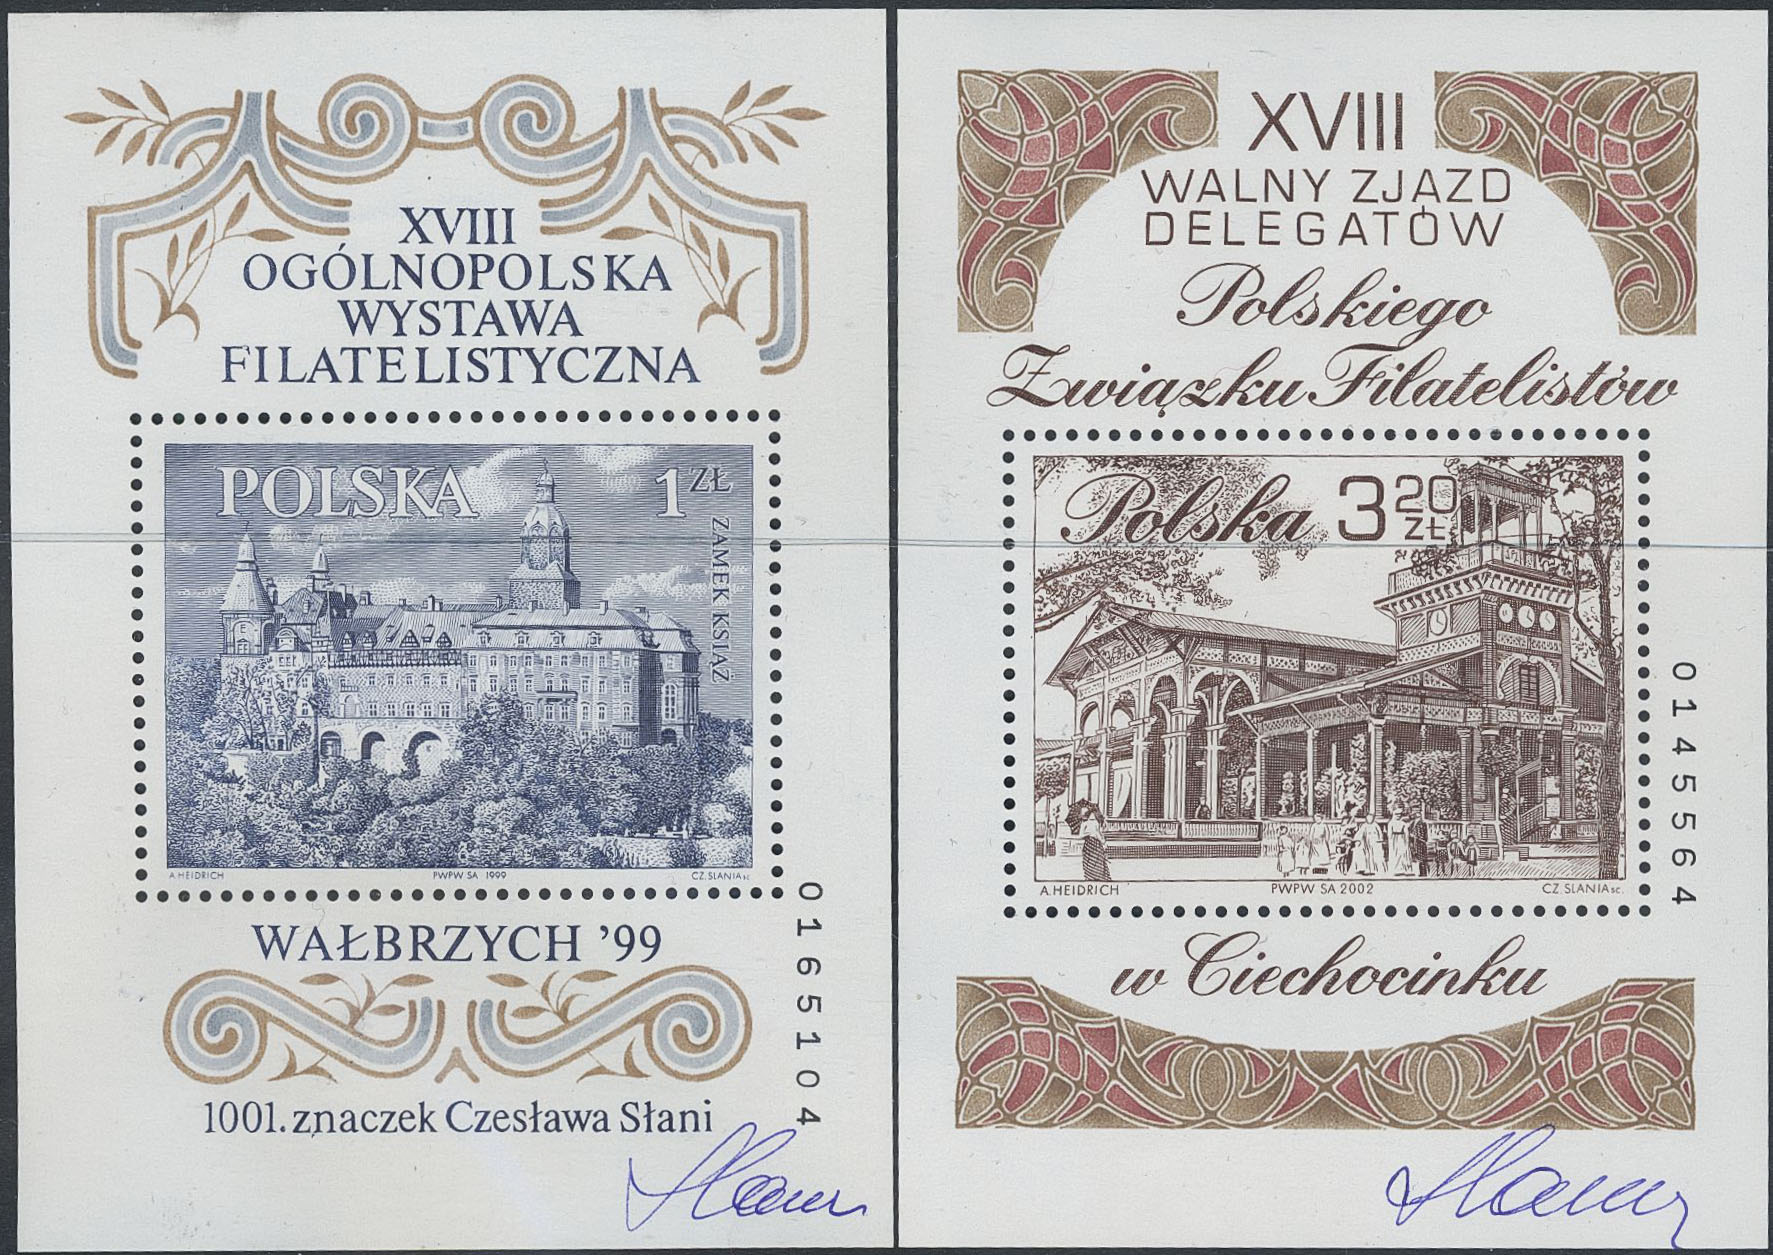 XVIII
OGÓLNOPOLSKA
WYSTAWA
FILATELISTYCZNA
POLSKA 1 ZŁ
ZAMEK KSIĄŻ
A.HEIDRICH PWPW SA 1999 CZ. SLANIA sc.
WAŁBRZYCH '99
0165104
1001. znaczek Czesława Słani
XVIII
WALNY ZJAZD
DELEGATÓW
Polskiego
Związku Filatelistów
Polska 3 20 ZŁ
A.HEIDRICH PWPW SA 2002 CZ. SLANIA sc.
0145564
w Ciechocinku